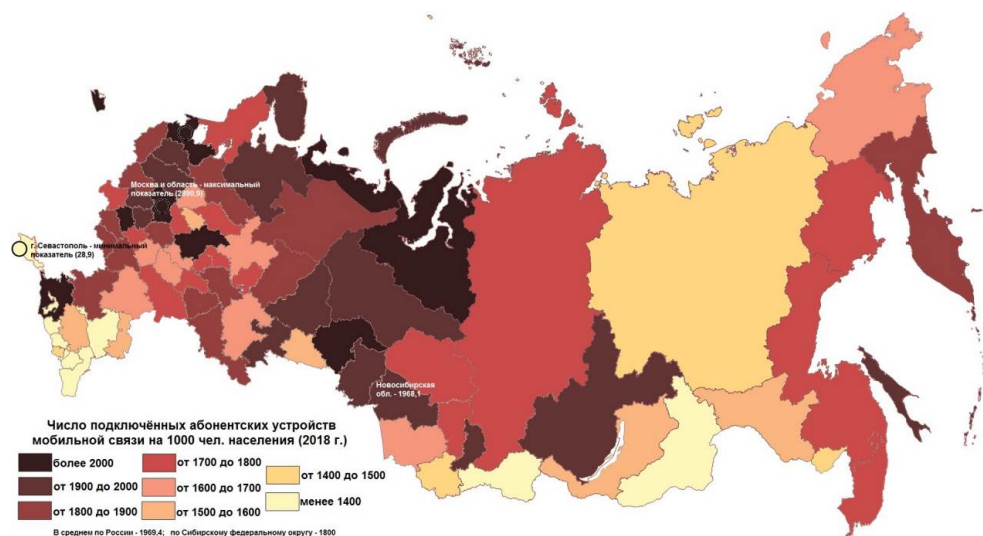 Москва и область - максимальный
показатель (2890,9)
г. Севастополь - минимальный
показатель (28,9)
Новосибирская
обл. - 1968,1
Число подключённых абонентских устройств
мобильной связи на 1000 чел. населения (2018 г.)
более 2000
от 1900 до 2000
от 1800 до 1900
от 1700 до 1800
от 1600 до 1700
от 1500 до 1600
от 1400 до 1500
менее 1400
В среднем по России - 1969,4; по Сибирскому федеральному округу - 1800